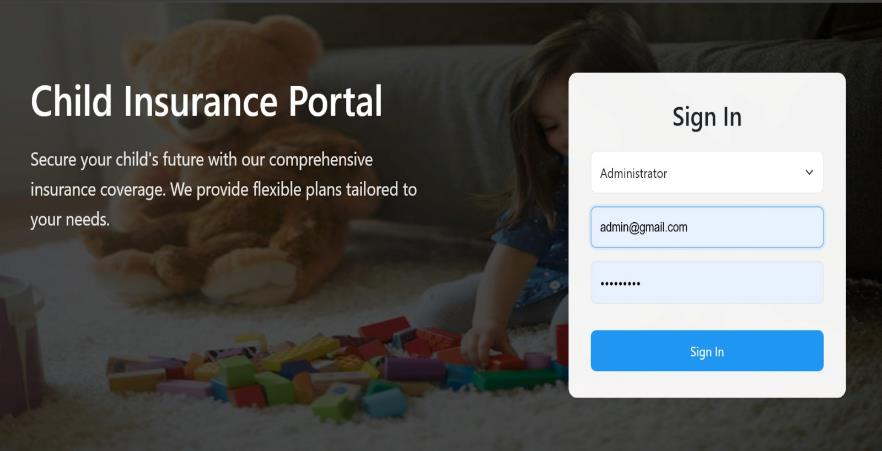 Child Insurance Portal
Secure your child's future with our comprehensive
insurance coverage. We provide flexible plans tailored to
your needs.
Sign In
Administrator
admin@gmail.com
•••••••••
Sign In